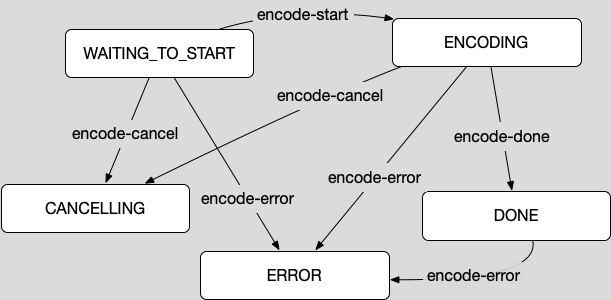 encode-start
WAITING_TO_START
ENCODING
encode-cancel
encode-cancel
encode-done
encode-error
encode-error
CANCELLING
DONE
ERROR
encode-error